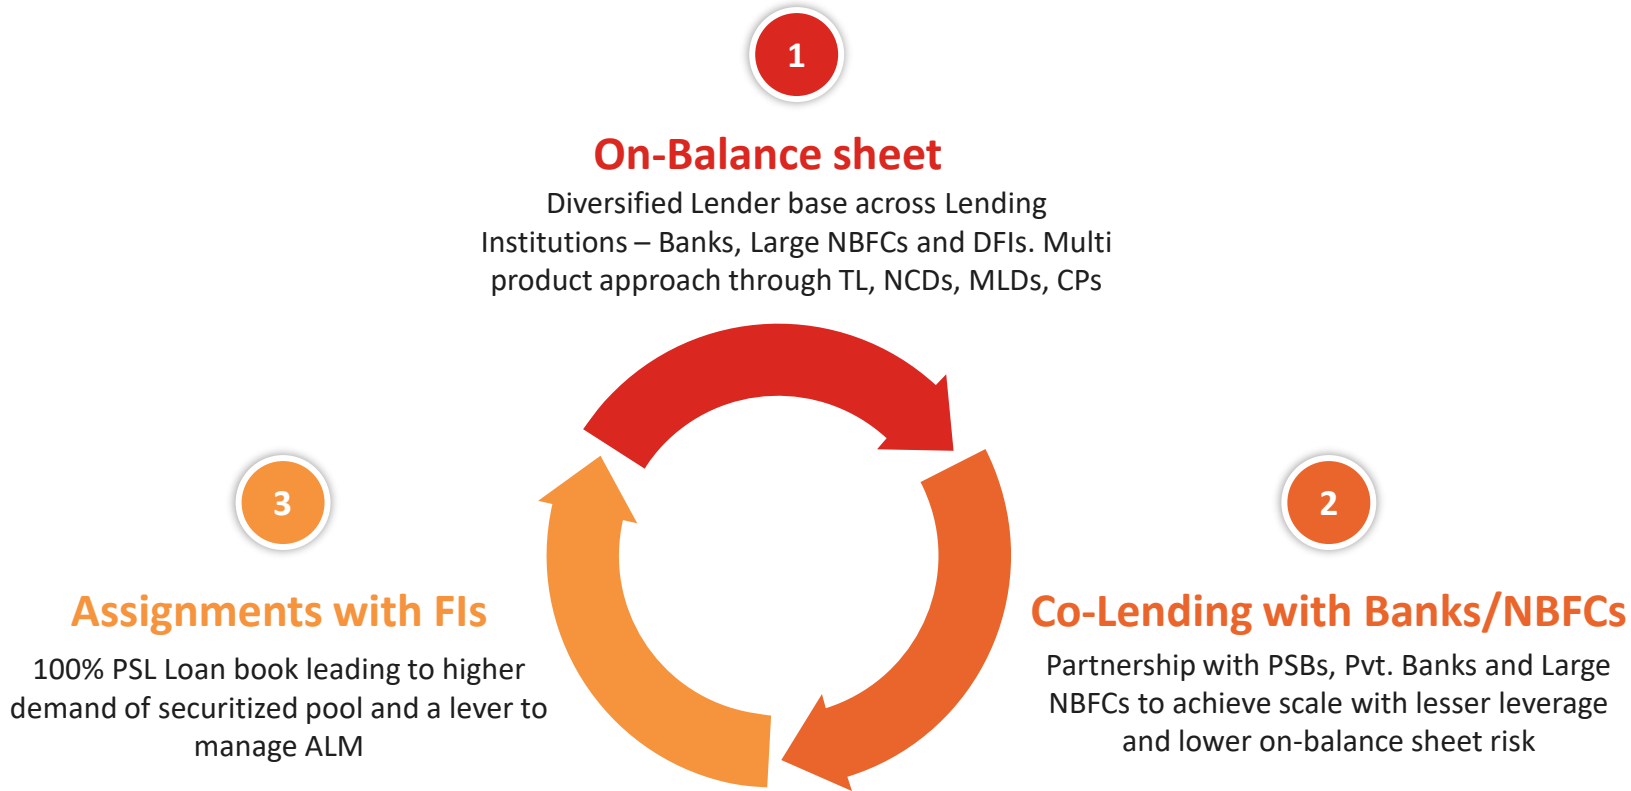 1
On-Balance sheet
Diversified Lender base across Lending
Institutions – Banks, Large NBFCs and DFIs. Multi
product approach through TL, NCDs, MLDs, CPs
2
Co-Lending with Banks/NBFCs
Partnership with PSBs, Pvt. Banks and Large
NBFCs to achieve scale with lesser leverage
and lower on-balance sheet risk
3
Assignments with FIs
100% PSL Loan book leading to higher
demand of securitized pool and a lever to
manage ALM